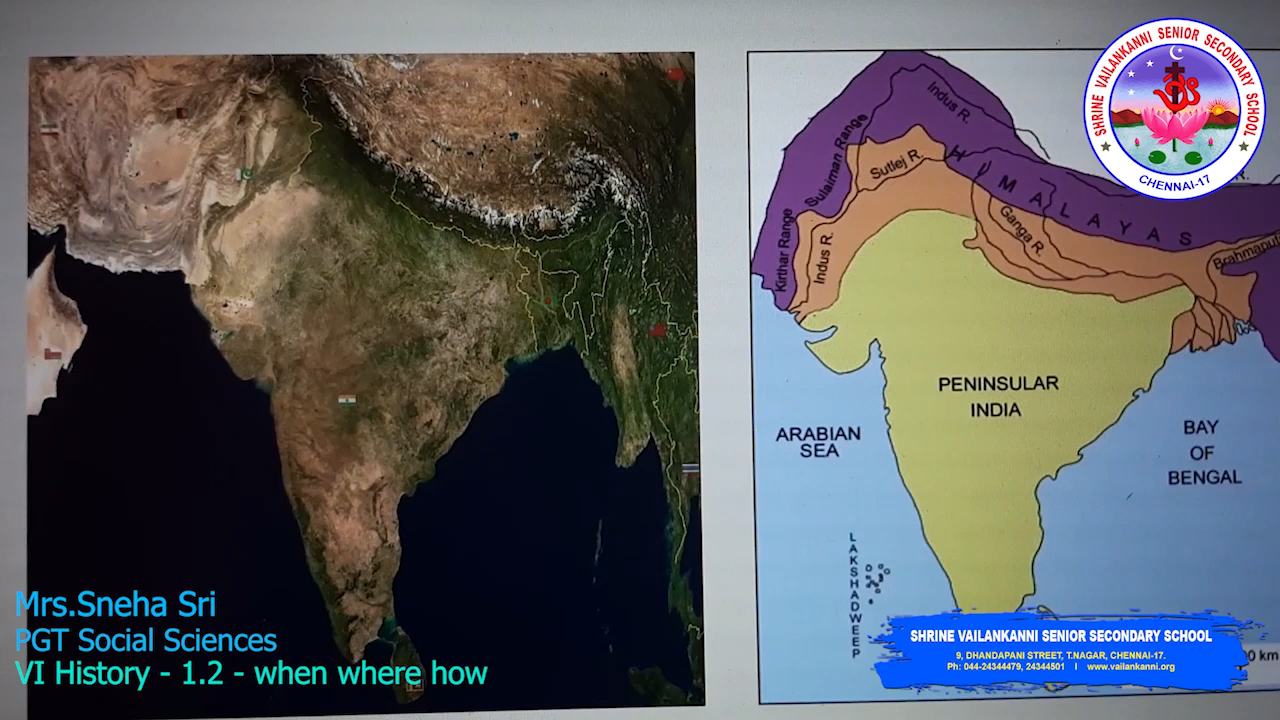 SHRINE VAILANKANNI SENIOR SECONDARY SCHOOL
CHENNAI-17
Indus R.
Sulaiman Range
Sutlej R.
HIMALAYAS
Ganga R.
Kirthar Range
Indus R.
PENINSULAR
INDIA
ARABIAN
SEA
BAY
OF
BENGAL
LAKSHADWEEP
Mrs.Sneha Sri
PGT Social Sciences
VI History - 1.2 - when where how
SHRINE VAILANKANNI SENIOR SECONDARY SCHOOL
9, DHANDAPANI STREET, T.NAGAR, CHENNAI-17.
Ph: 044-24344479, 24344501 I www.vailankanni.org
km